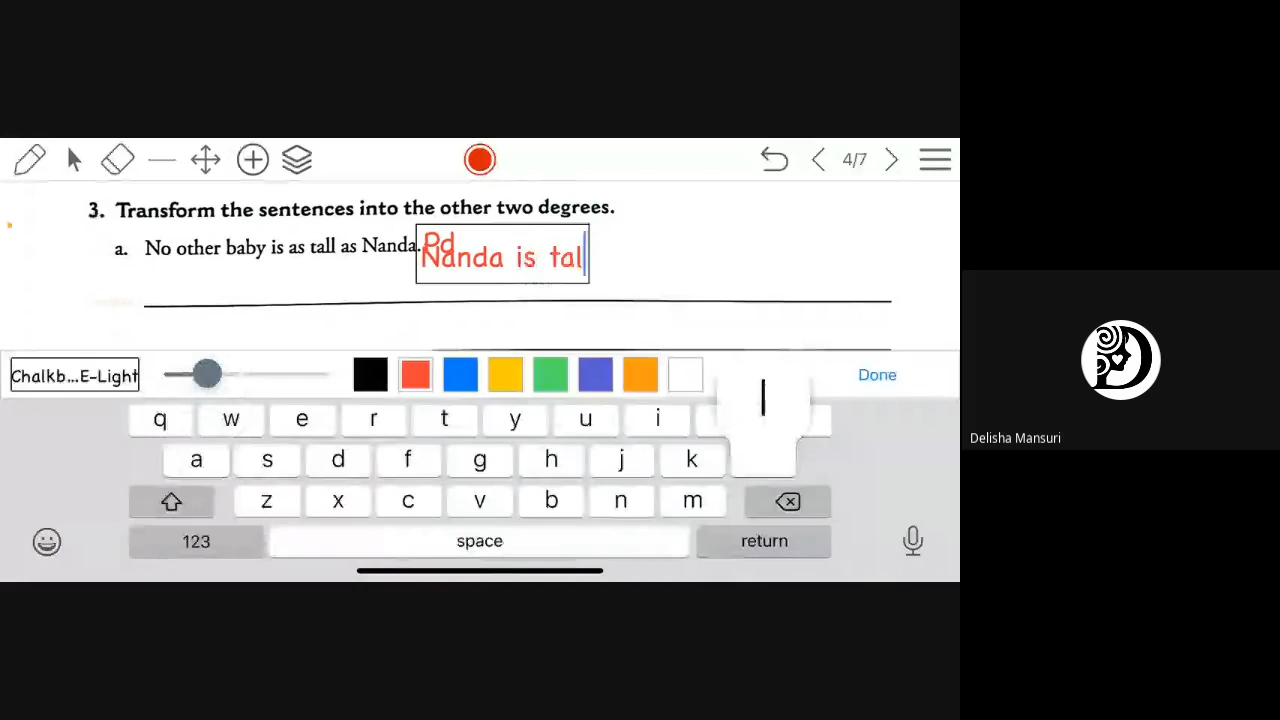 4/7
3. Transform the sentences into the other two degrees.
a. No other baby is as tall as Nanda. Pd
Nanda is tal
Chalkb...E-Light
Done
l
q w e r t y u i
a s d f g h j k
z x c v b n m
123 space return
Delisha Mansuri